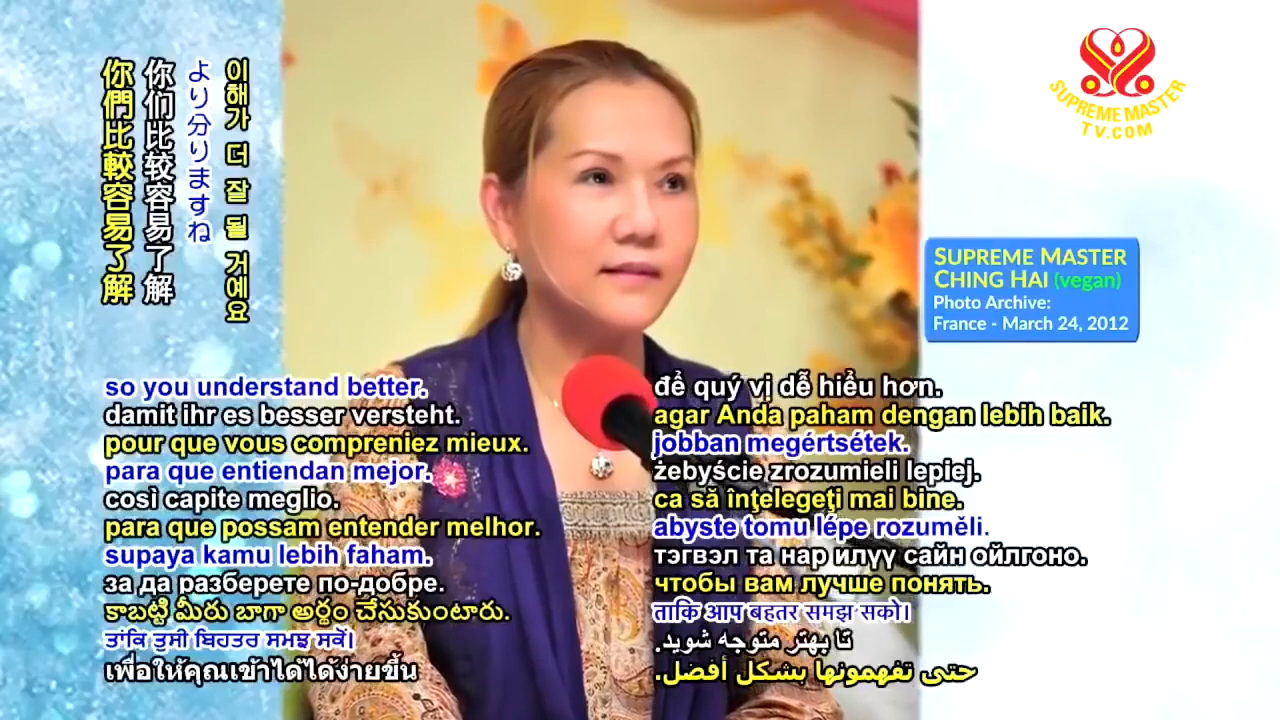 你們比較容易了解
你们比较容易了解
より分りますね
이해가 더 잘 될 거예요
SUPREME MASTER
TV.COM
SUPREME MASTER
CHING HAI (vegan)
Photo Archive:
France - March 24, 2012
so you understand better.
damit ihr es besser versteht.
pour que vous compreniez mieux.
para que entiendan mejor.
così capite meglio.
para que possam entender melhor.
supaya kamu lebih faham.
за да разберете по-добре.
కాబట్టి మీరు బాగా అర్థం చేసుకుంటారు.
ਤਾਂਕਿ ਤੁਸੀ ਬਿਹਤਰ ਸਮਝ ਸਕੋਂ।
เพื่อให้คุณเข้าได้ได้ง่ายขึ้น
để quý vị dễ hiểu hơn.
agar Anda paham dengan lebih baik.
jobban megértsétek.
żebyście zrozumieli lepiej.
ca să înţelegeţi mai bine.
abyste tomu lépe rozuměli.
тэгвэл та нар илүү сайн ойлгоно.
чтобы вам лучше понять.
ताकि आप बहतर समझ सको।
تا بهتر متوجه شوید.
حتى تفهمونها بشكل أفضل.